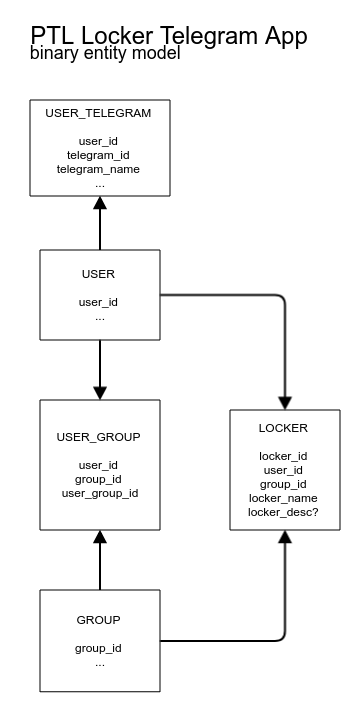 PTL Locker Telegram App
binary entity model
USER_TELEGRAM
user_id
telegram_id
telegram_name
...
USER
user_id
...
USER_GROUP
user_id
group_id
user_group_id
LOCKER
locker_id
user_id
group_id
locker_name
locker_desc?
GROUP
group_id
...